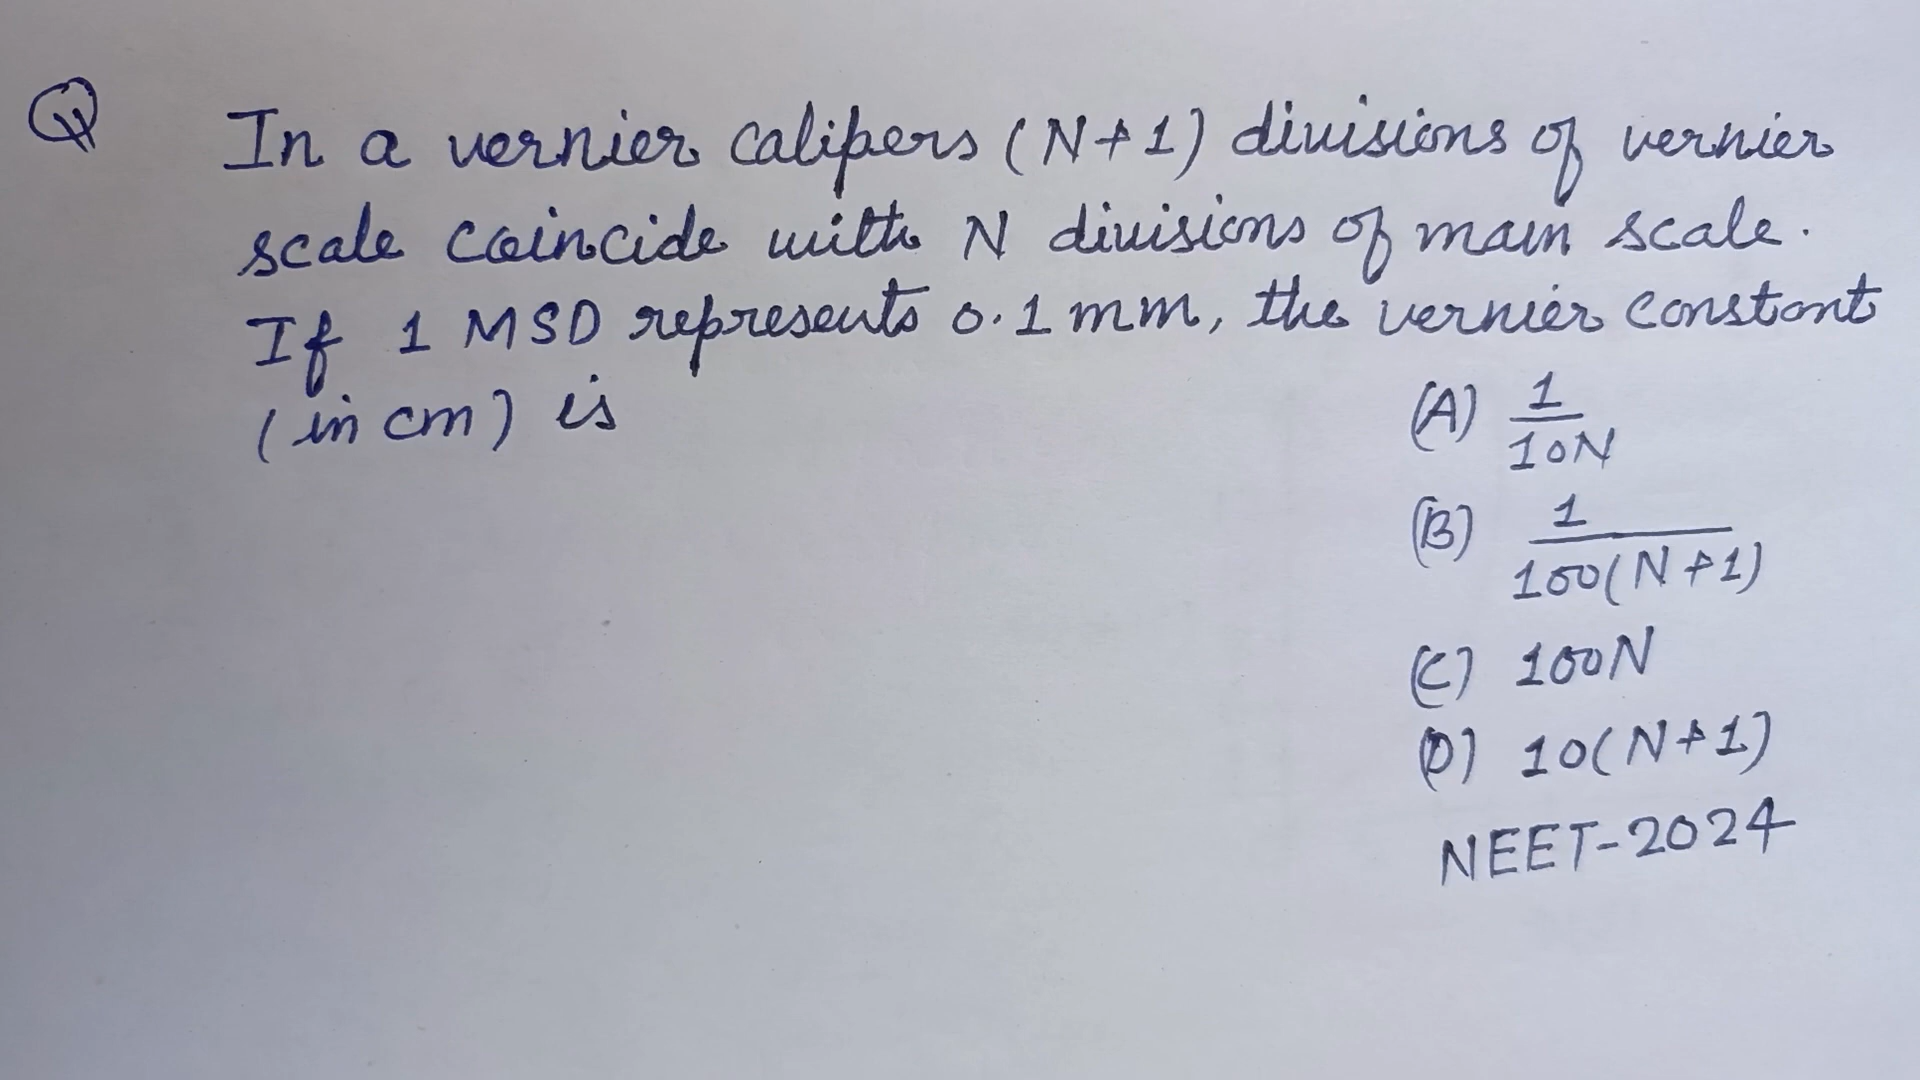 Q In a vernier calipers (N+1) divisions of vernier
scale coincide with N divisions of main scale.
If 1 MSD represents 0.1 mm, the vernier constant
(in cm) is
(A) 1/10N
(B) 1/100(N+1)
(C) 100N
(D) 10(N+1)
NEET-2024